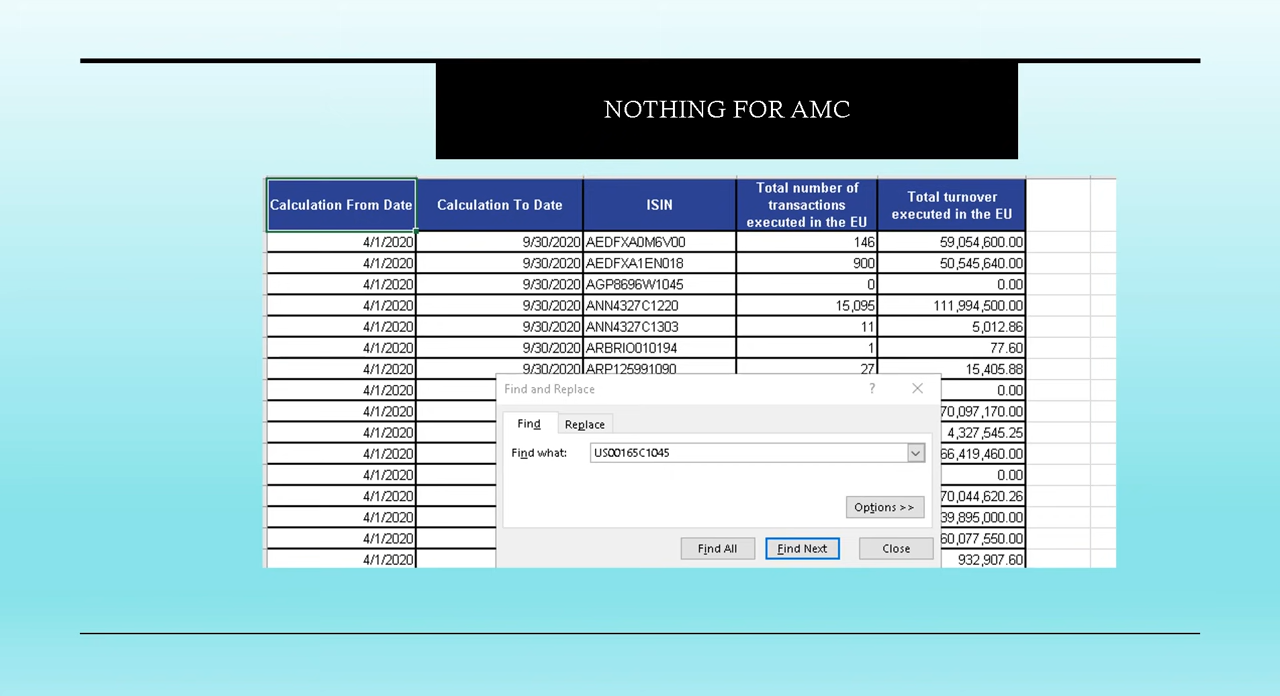 NOTHING FOR AMC
Calculation From Date Calculation To Date ISIN Total number of transactions executed in the EU Total turnover executed in the EU
4/1/2020 9/30/2020 AEDFXA0M6V00 146 59,054,600.00
4/1/2020 9/30/2020 AEDFXA1EN018 900 50,545,640.00
4/1/2020 9/30/2020 AGP8696W1045 0 0.00
4/1/2020 9/30/2020 ANN4327C1220 15,095 111,994,500.00
4/1/2020 9/30/2020 ANN4327C1303 11 5,012.86
4/1/2020 9/30/2020 ARBRIO010194 1 77.60
4/1/2020 9/30/2020 ARP125991090 27 15,405.88
4/1/2020 0.00
4/1/2020 70,097,170.00
4/1/2020 4,327,545.25
4/1/2020 66,419,460.00
4/1/2020 0.00
4/1/2020 70,044,620.26
4/1/2020 39,895,000.00
4/1/2020 60,077,550.00
4/1/2020 932,907.60
Find and Replace ? ×
Find Replace
Find what: US00165C1045
Options >>
Find All Find Next Close